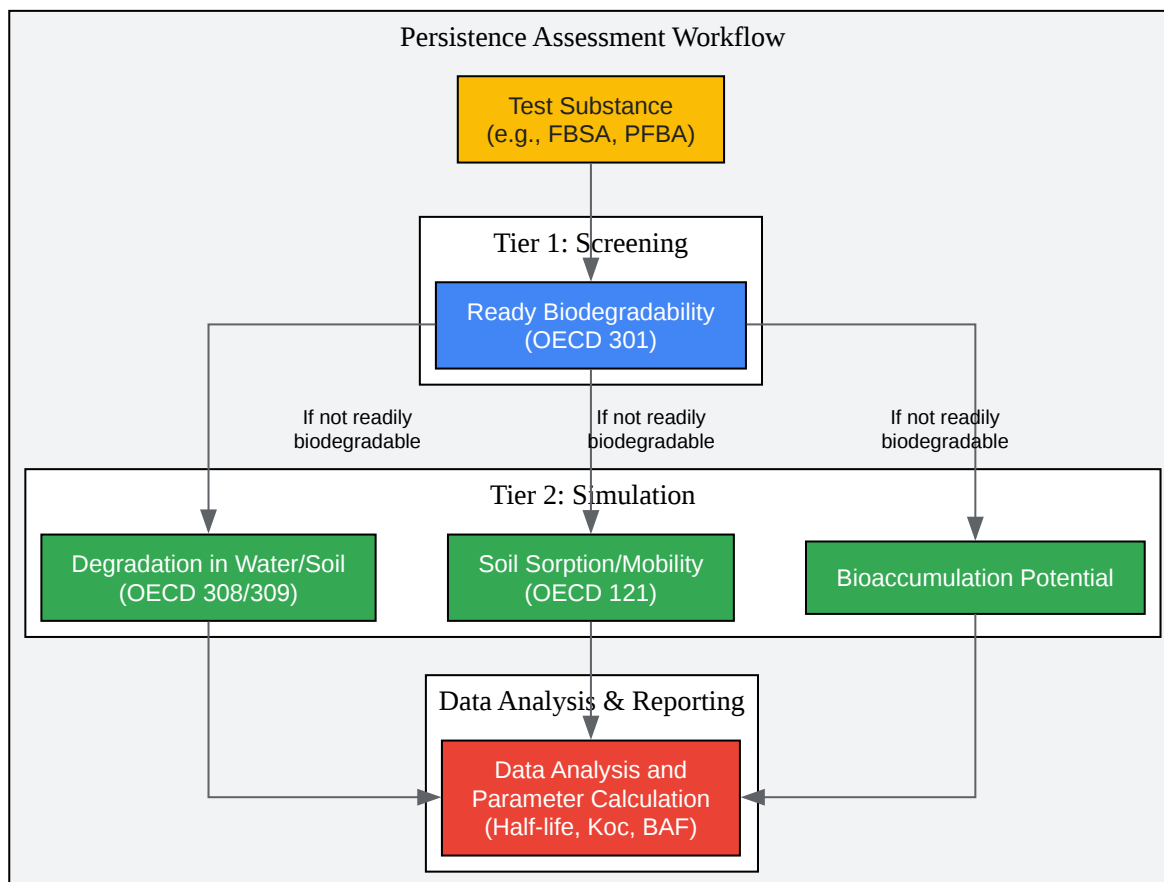 Persistence Assessment Workflow
Test Substance
(e.g., FBSA, PFBA)
Tier 1: Screening
Ready Biodegradability
(OECD 301)
If not readily
biodegradable
If not readily
biodegradable
If not readily
biodegradable
Tier 2: Simulation
Degradation in Water/Soil
(OECD 308/309)
Soil Sorption/Mobility
(OECD 121)
Bioaccumulation Potential
Data Analysis & Reporting
Data Analysis and
Parameter Calculation
(Half-life, Koc, BAF)